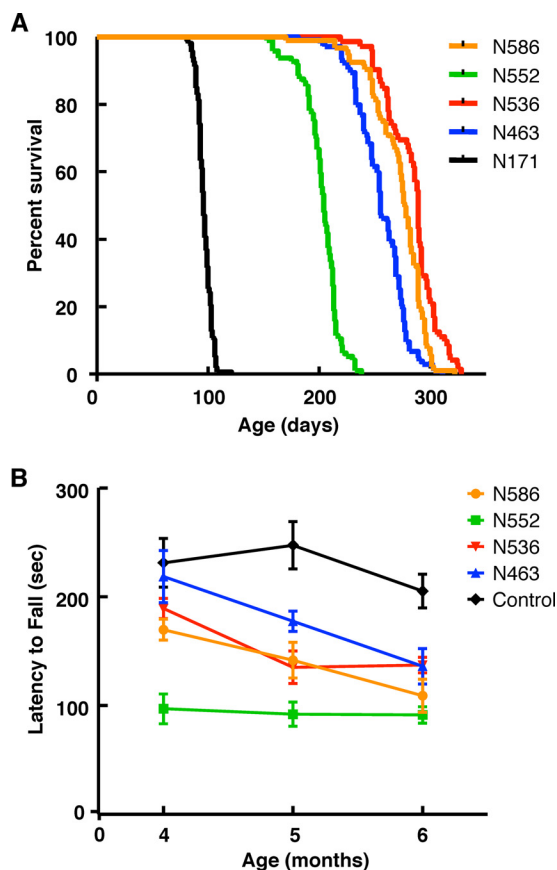 A
100
80
60
40
20
0
Percent survival
0 100 200 300
Age (days)
N586
N552
N536
N463
N171
B
300
200
100
0
Latency to Fall (sec)
0 4 5 6
Age (months)
N586
N552
N536
N463
Control